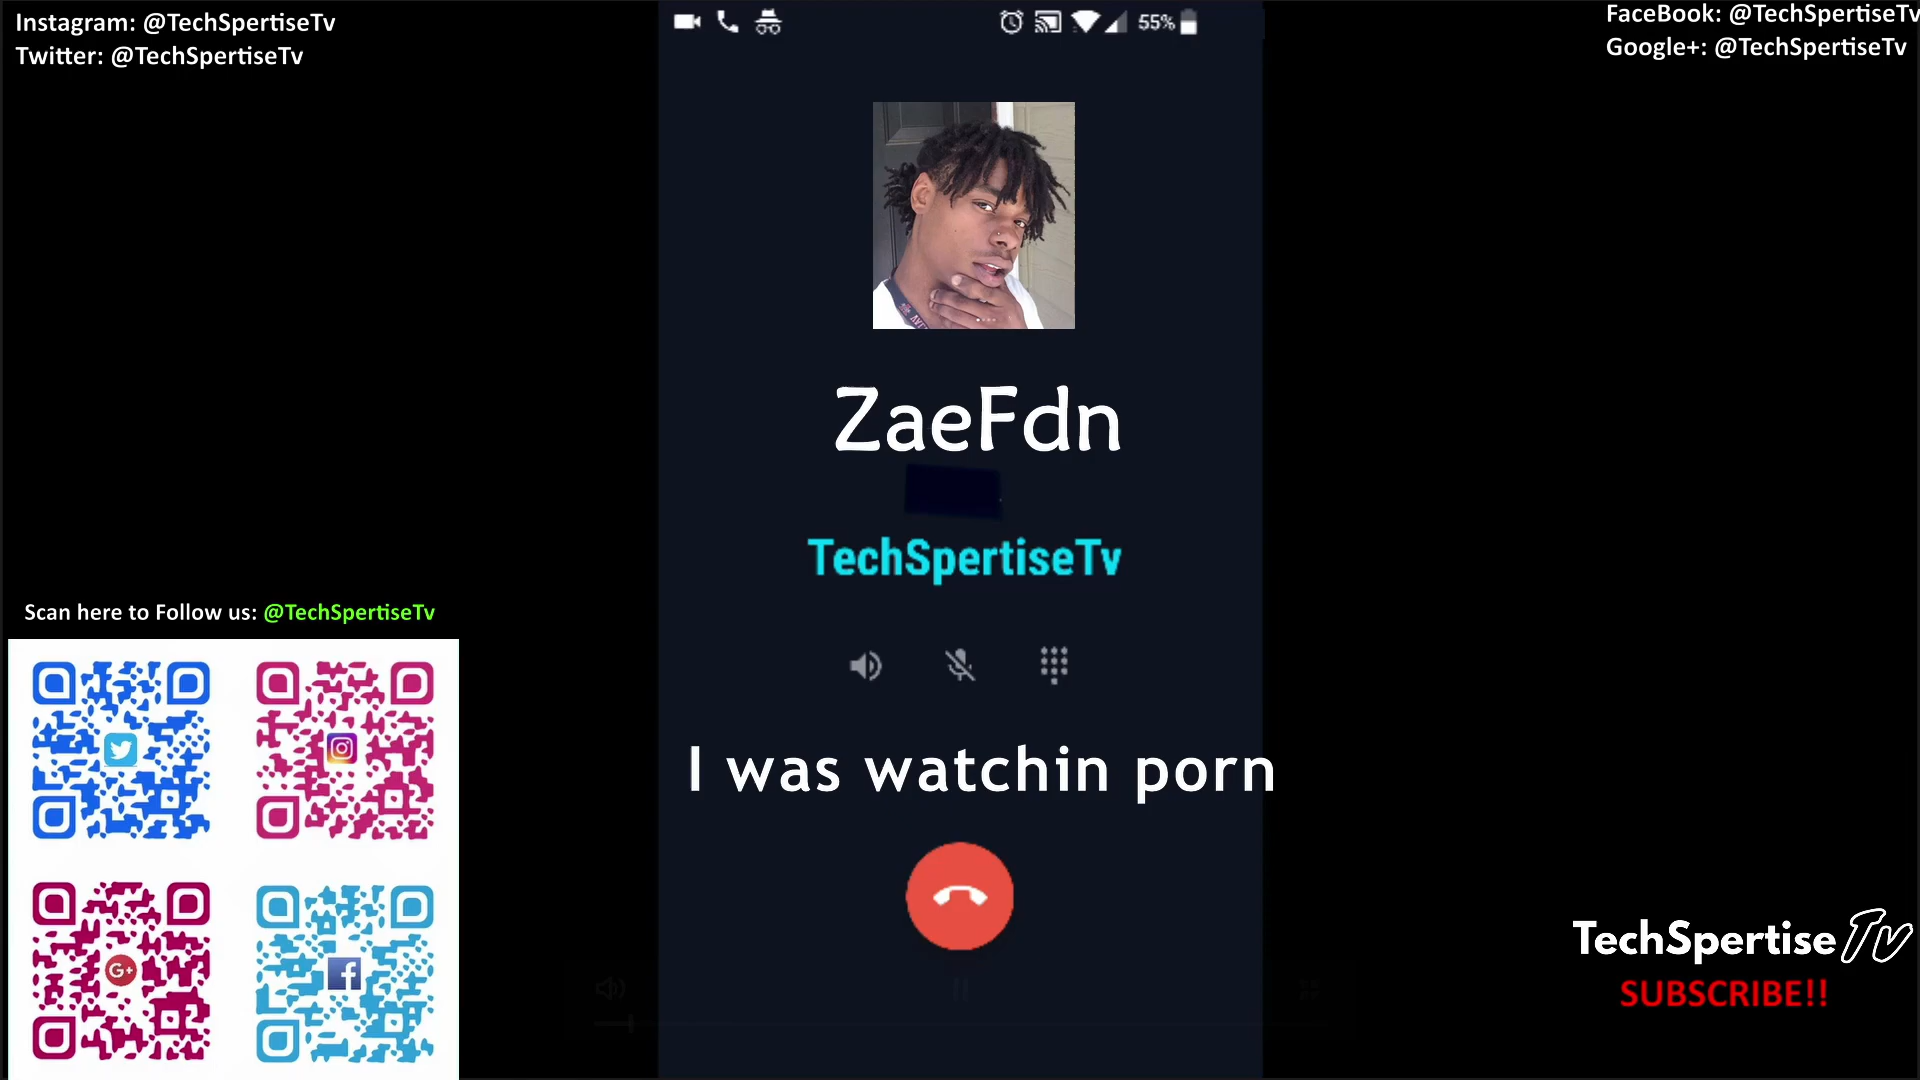 Instagram: @TechSpertiseTv
Twitter: @TechSpertiseTv
55%
FaceBook: @TechSpertiseTv
Google+: @TechSpertiseTv
ZaeFdn
TechSpertiseTv
Scan here to Follow us: @TechSpertiseTv
I was watchin porn
TechSpertise Tv
SUBSCRIBE!!